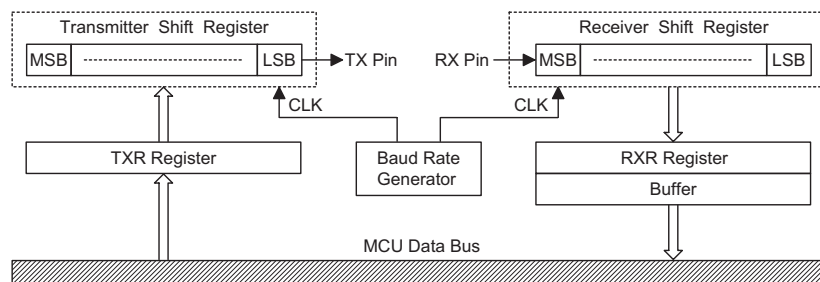 Transmitter Shift Register
MSB
LSB
TX Pin
CLK
TXR Register
Baud Rate
Generator
Receiver Shift Register
RX Pin
MSB
LSB
CLK
RXR Register
Buffer
MCU Data Bus